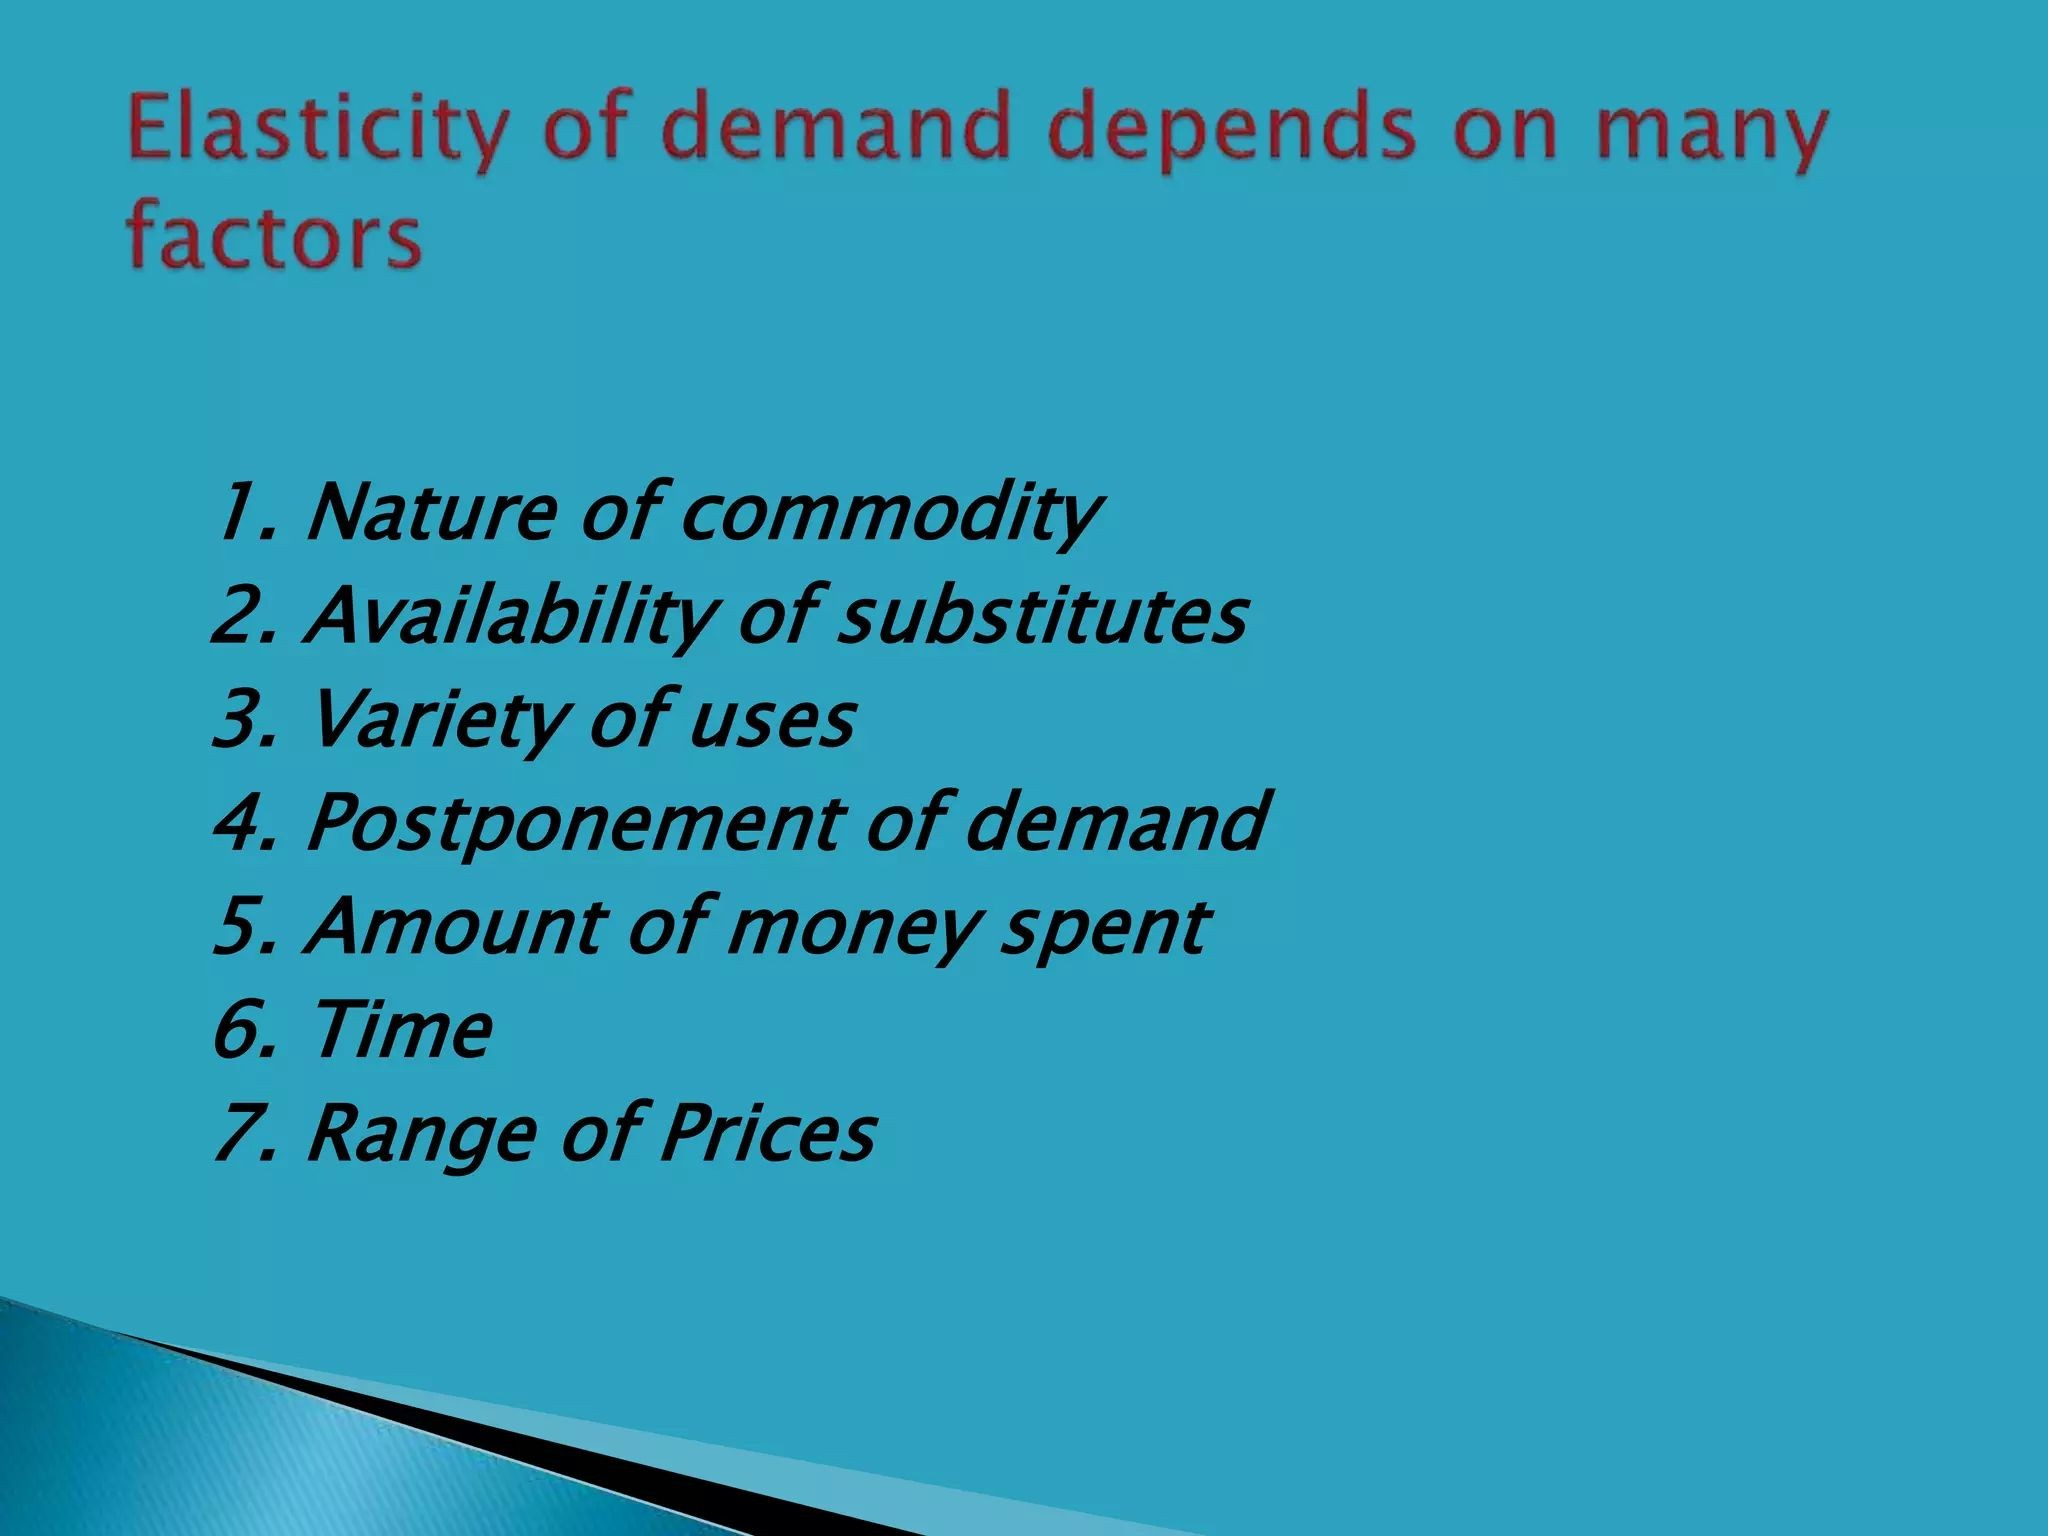 Elasticity of demand depends on many
factors
1. Nature of commodity
2. Availability of substitutes
3. Variety of uses
4. Postponement of demand
5. Amount of money spent
6. Time
7. Range of Prices